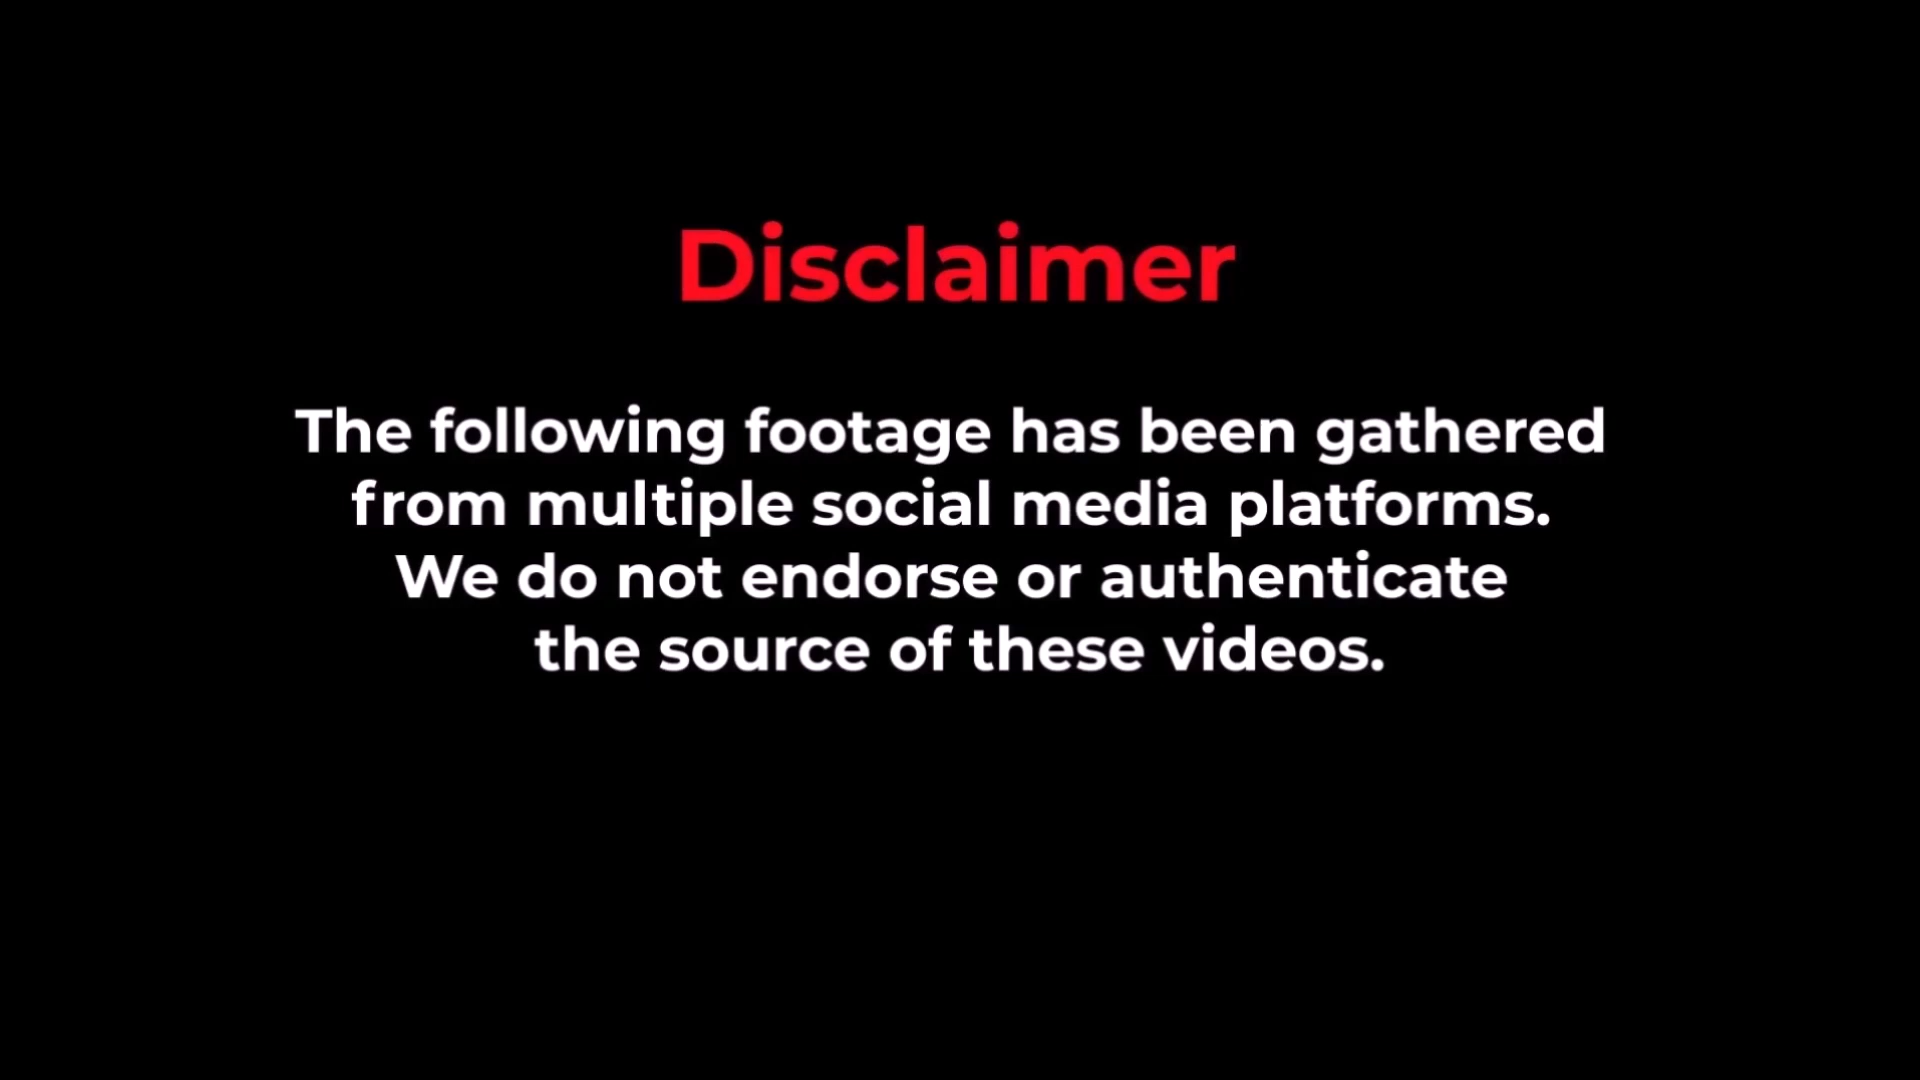 Disclaimer
The following footage has been gathered
from multiple social media platforms.
We do not endorse or authenticate
the source of these videos.